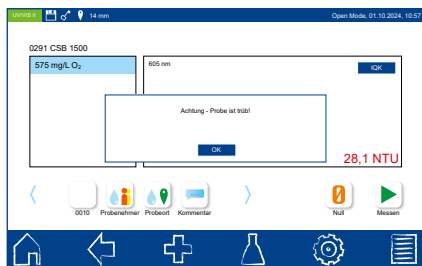 UV/VIS II 14 mm Open Mode, 01.10.2024, 10:57
0291 CSB 1500
575 mg/L O₂
605 nm
IQK
Achtung - Probe ist trüb!
OK
28,1 NTU
0010 Probenehmer Probeort Kommentar Null Messen